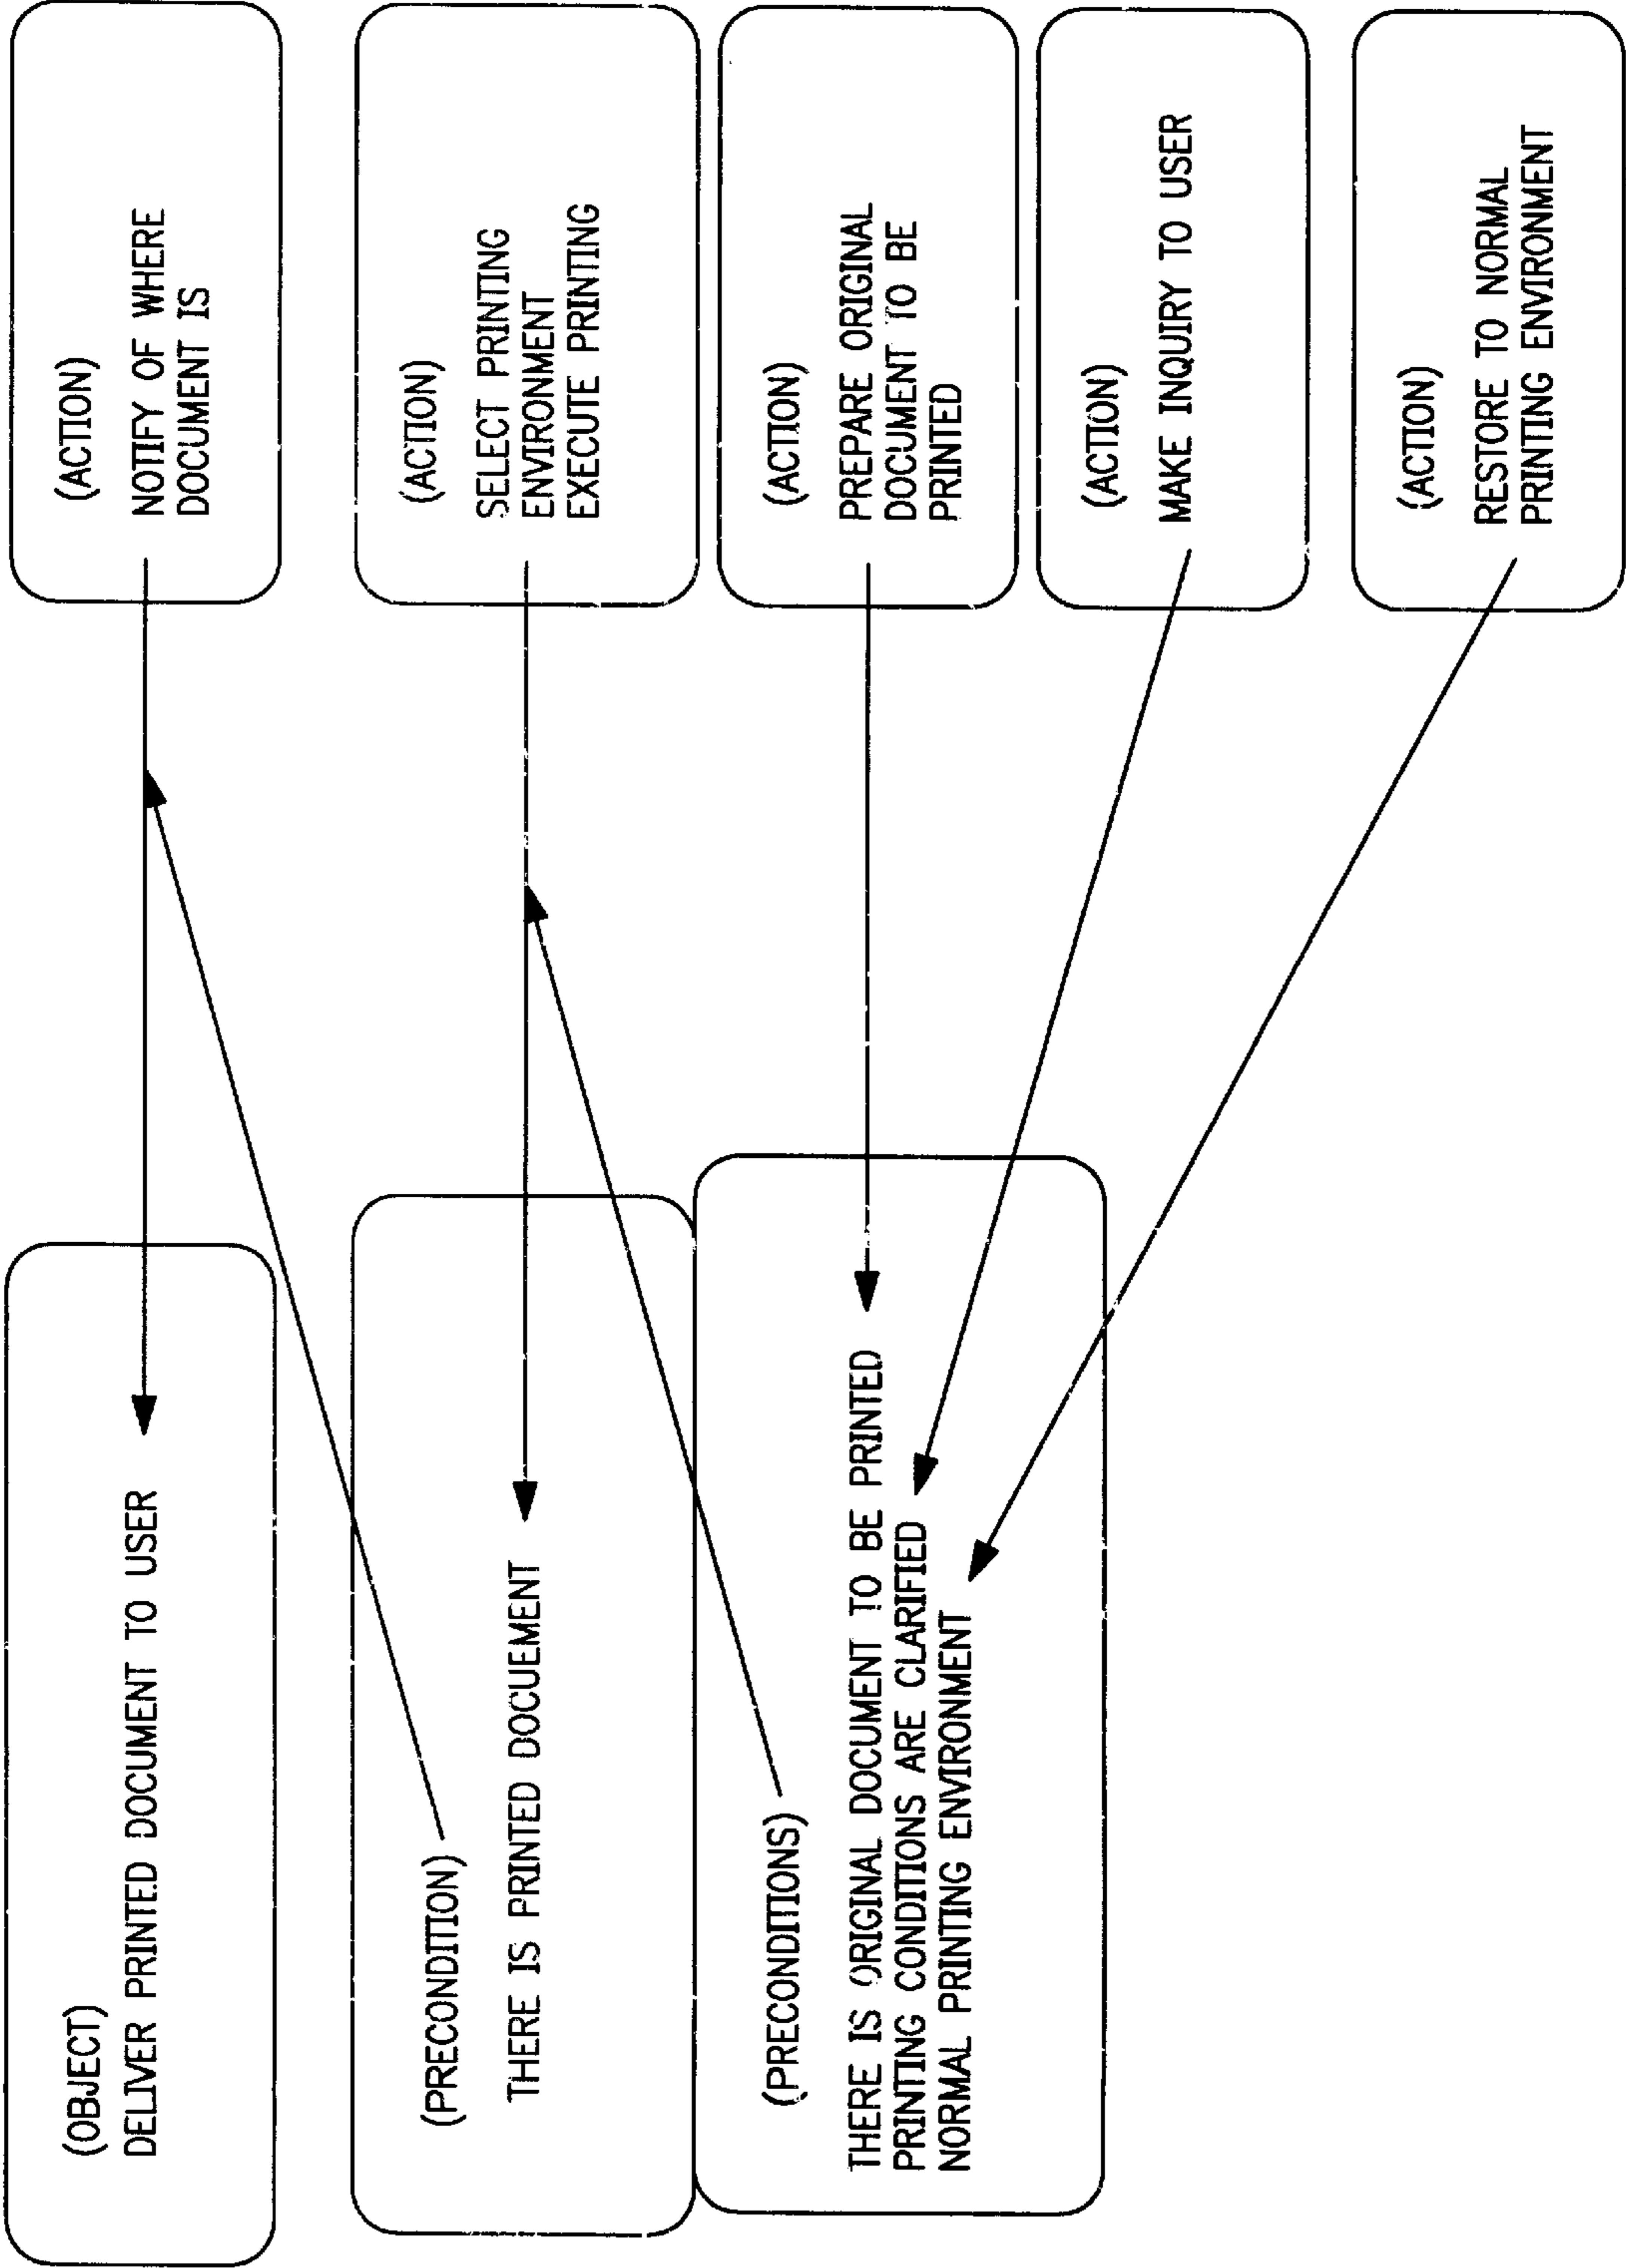 (OBJECT)
DELIVER PRINTED DOCUMENT TO USER
(ACTION)
NOTIFY OF WHERE
DOCUMENT IS
(PRECONDITION)
THERE IS PRINTED DOCUEMENT
(ACTION)
SELECT PRINTING
ENVIRONMENT
EXECUTE PRINTING
(PRECONDITIONS)
THERE IS ORIGINAL DOCUMENT TO BE PRINTED
PRINTING CONDITIONS ARE CLARIFIED
NORMAL PRINTING ENVIRONMENT
(ACTION)
PREPARE ORIGINAL
DOCUMENT TO BE
PRINTED
(ACTION)
MAKE INQUIRY TO USER
(ACTION)
RESTORE TO NORMAL
PRINTING ENVIRONMENT